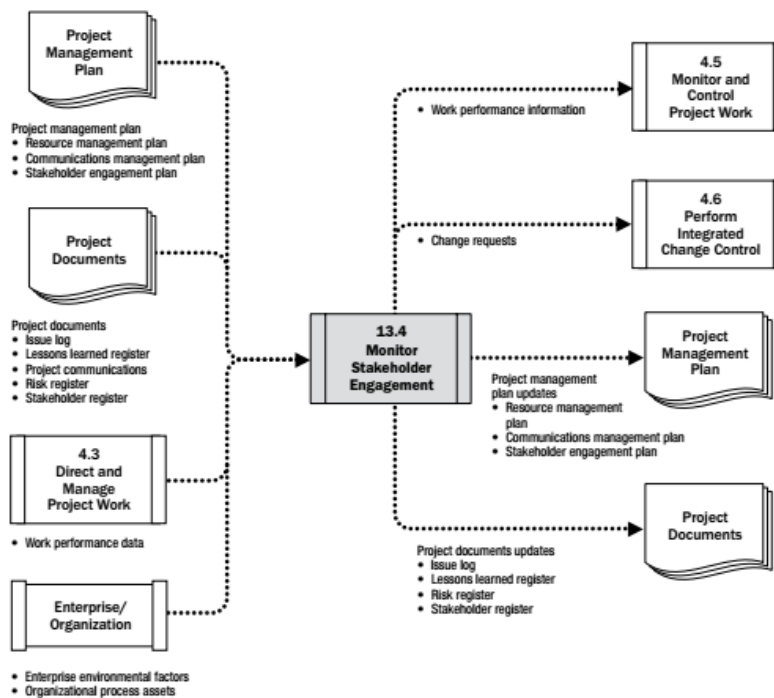 Project
Management
Plan
Project management plan
• Resource management plan
• Communications management plan
• Stakeholder engagement plan
Project
Documents
Project documents
• Issue log
• Lessons learned register
• Project communications
• Risk register
• Stakeholder register
4.3
Direct and
Manage
Project Work
• Work performance data
Enterprise/
Organization
• Enterprise environmental factors
• Organizational process assets
13.4
Monitor
Stakeholder
Engagement
• Work performance information
4.5
Monitor and
Control
Project Work
• Change requests
4.6
Perform
Integrated
Change Control
Project management
plan updates
• Resource management
plan
• Communications management plan
• Stakeholder engagement plan
Project
Management
Plan
Project documents updates
• Issue log
• Lessons learned register
• Risk register
• Stakeholder register
Project
Documents